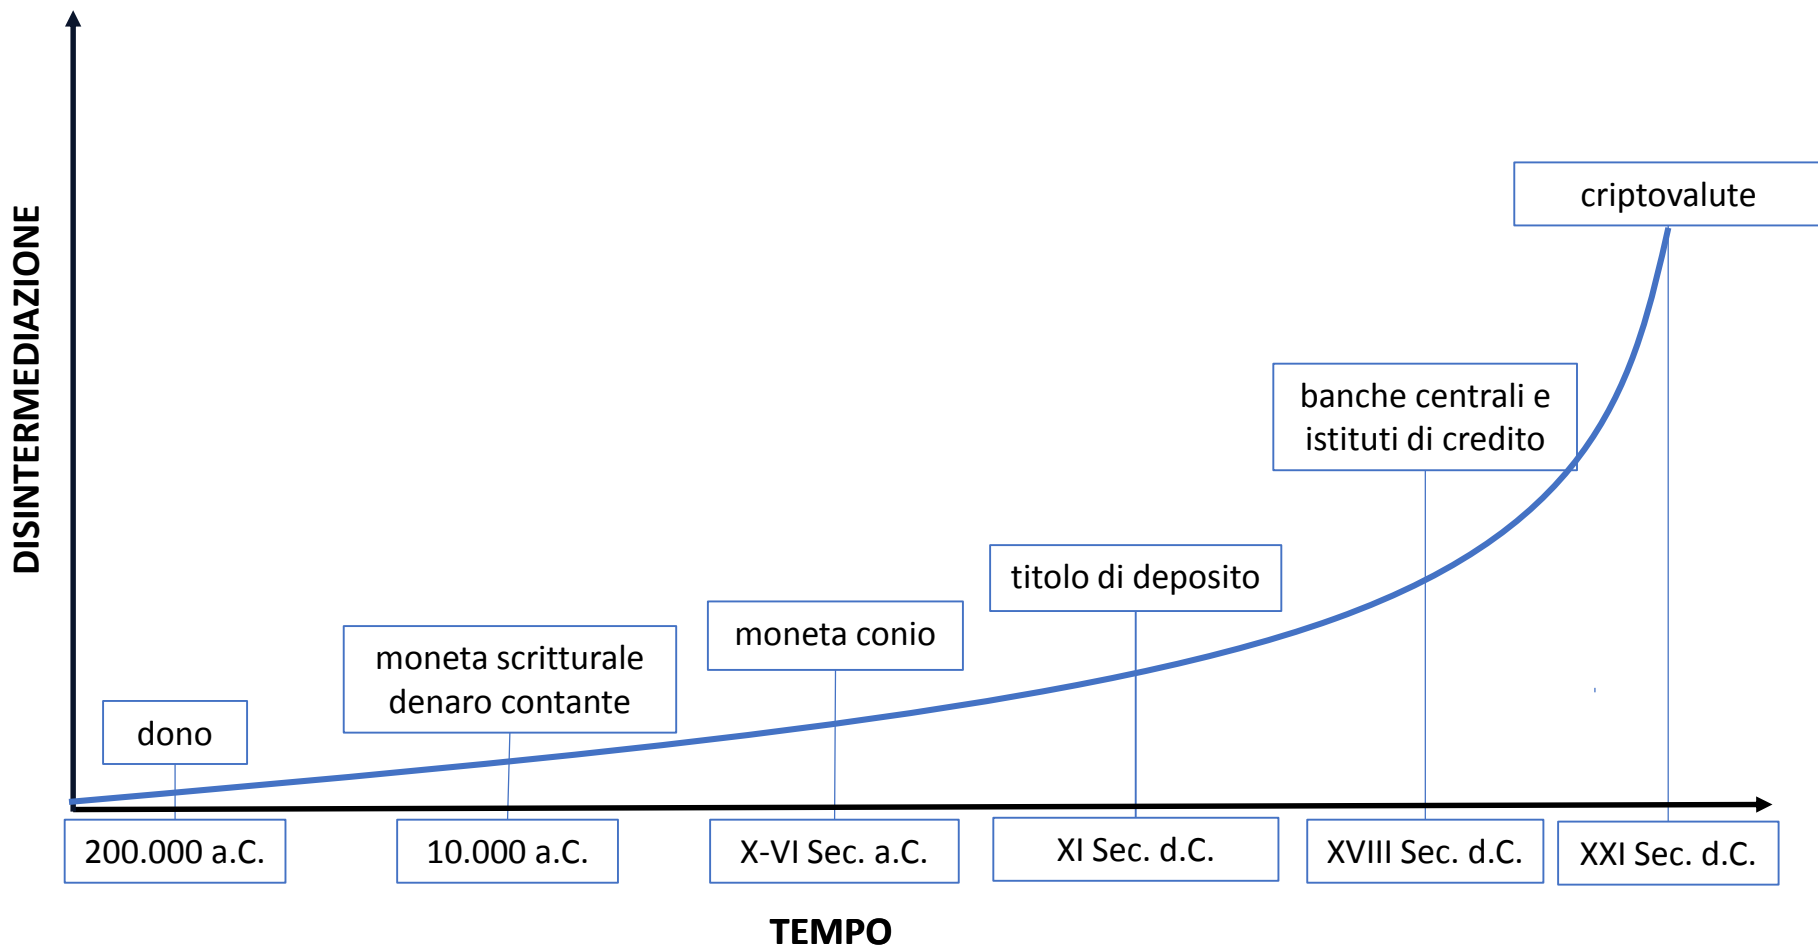 DISINTERMEDIAZIONE
criptovalute
banche centrali e
istituti di credito
titolo di deposito
moneta conio
moneta scritturale
denaro contante
dono
200.000 a.C.
10.000 a.C.
X-VI Sec. a.C.
XI Sec. d.C.
XVIII Sec. d.C.
XXI Sec. d.C.
TEMPO